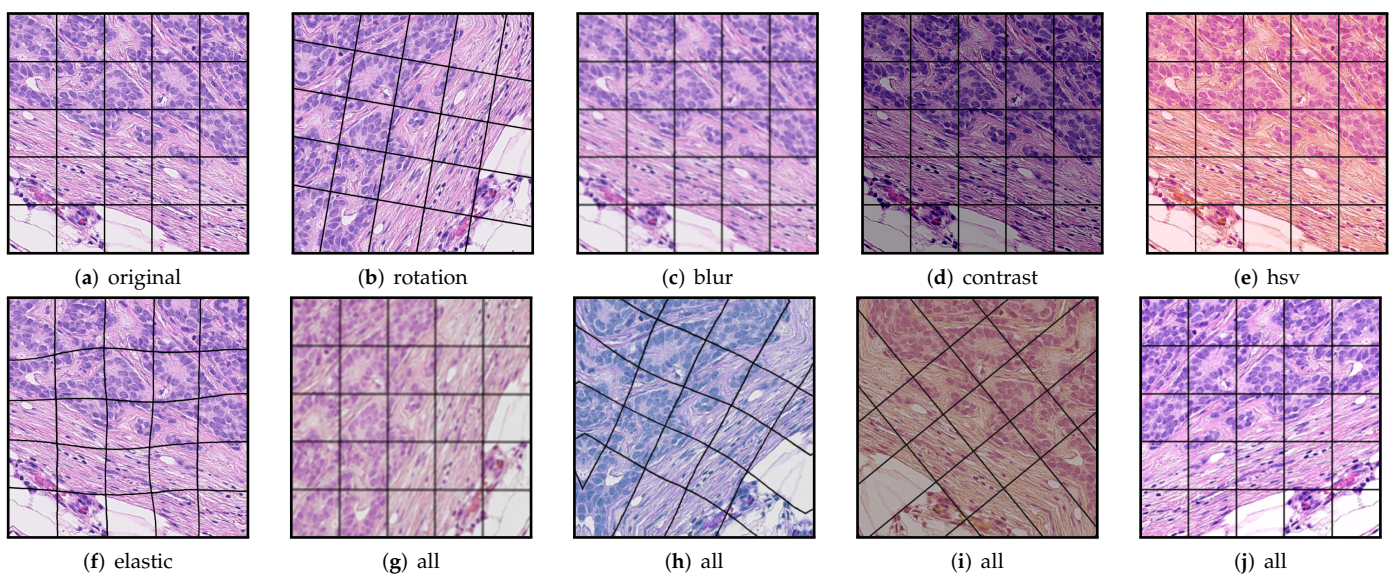 (a) original
(b) rotation
(c) blur
(d) contrast
(e) hsv
(f) elastic
(g) all
(h) all
(i) all
(j) all